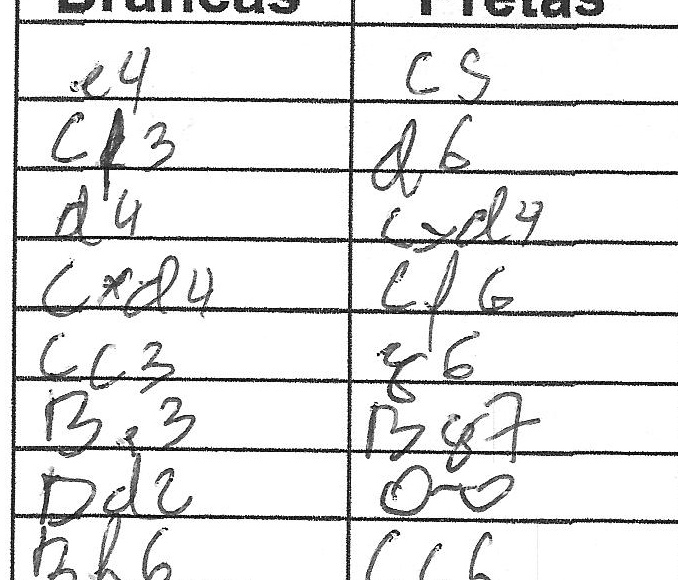 Brancas Pretas
e4 c5
Cf3 d6
d4 cxd4
Cxd4 Cf6
Cc3 g6
Be3 Bg7
Dd2 O-O
Bh6 Cc6